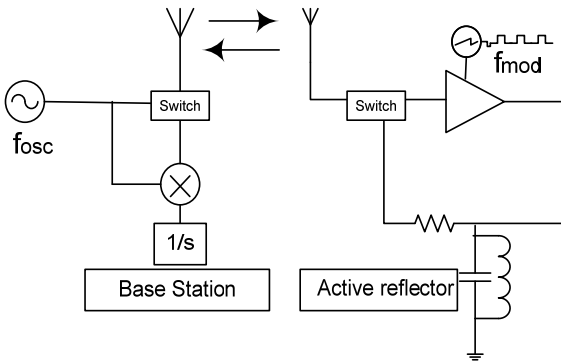 fosc
Switch
1/s
Base Station
Switch
fmod
Active reflector